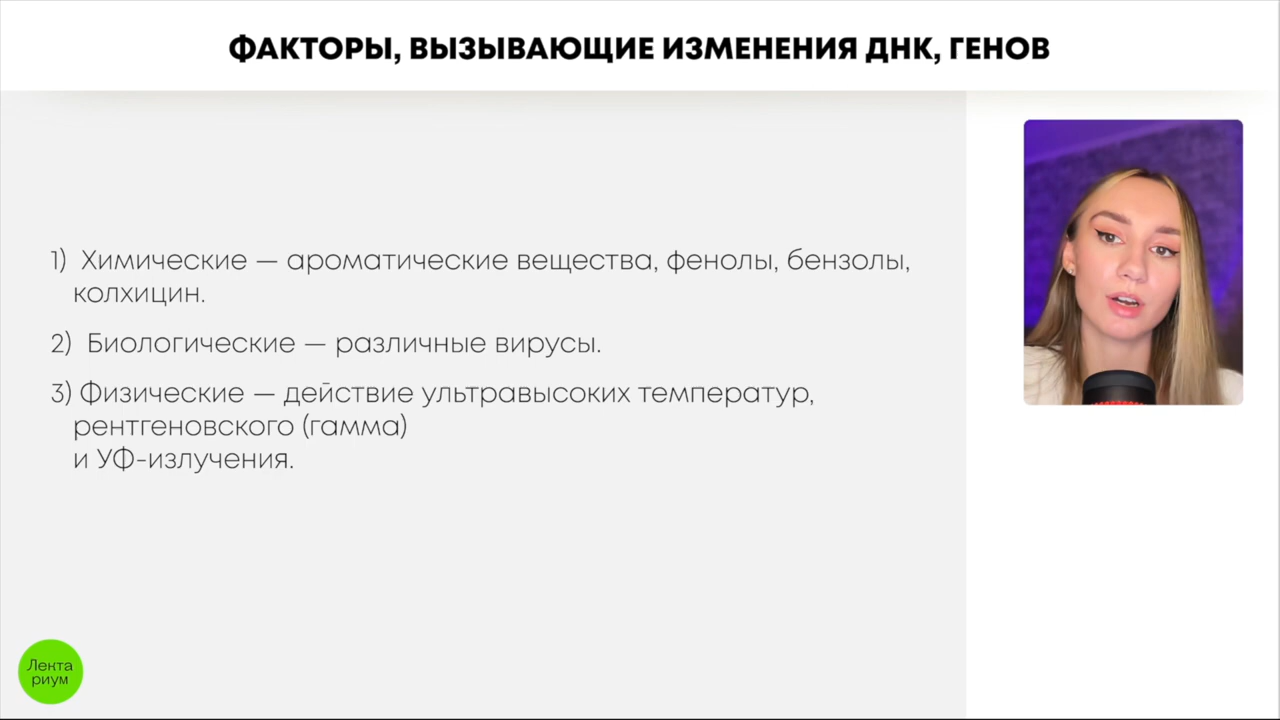 ФАКТОРЫ, ВЫЗЫВАЮЩИЕ ИЗМЕНЕНИЯ ДНК, ГЕНОВ
1) Химические — ароматические вещества, фенолы, бензолы,
колхицин.
2) Биологические — различные вирусы.
3) Физические — действие ультравысоких температур,
рентгеновского (гамма)
и УФ-излучения.
Лекта
риум